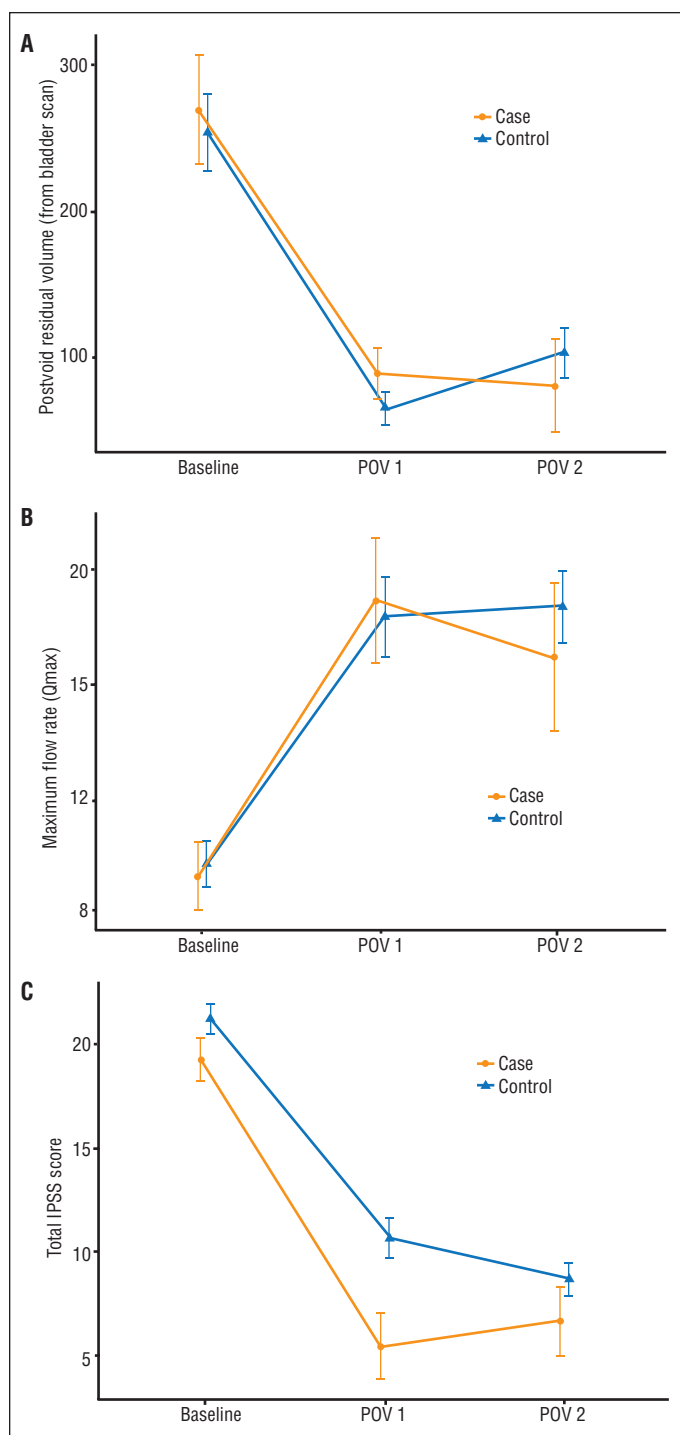 A
Postvoid residual volume (from bladder scan)
300
200
100
Case
Control
Baseline
POV 1
POV 2
B
Maximum flow rate (Qmax)
20
15
12
8
Case
Control
Baseline
POV 1
POV 2
C
Total IPSS score
20
15
10
5
Case
Control
Baseline
POV 1
POV 2